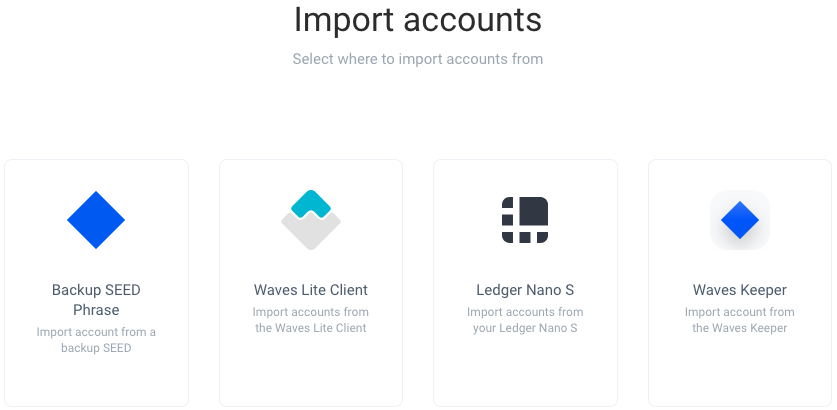 Import accounts
Select where to import accounts from
Backup SEED
Phrase
Import account from a
backup SEED
Waves Lite Client
Import accounts from
the Waves Lite Client
Ledger Nano S
Import accounts from
your Ledger Nano S
Waves Keeper
Import account from
the Waves Keeper